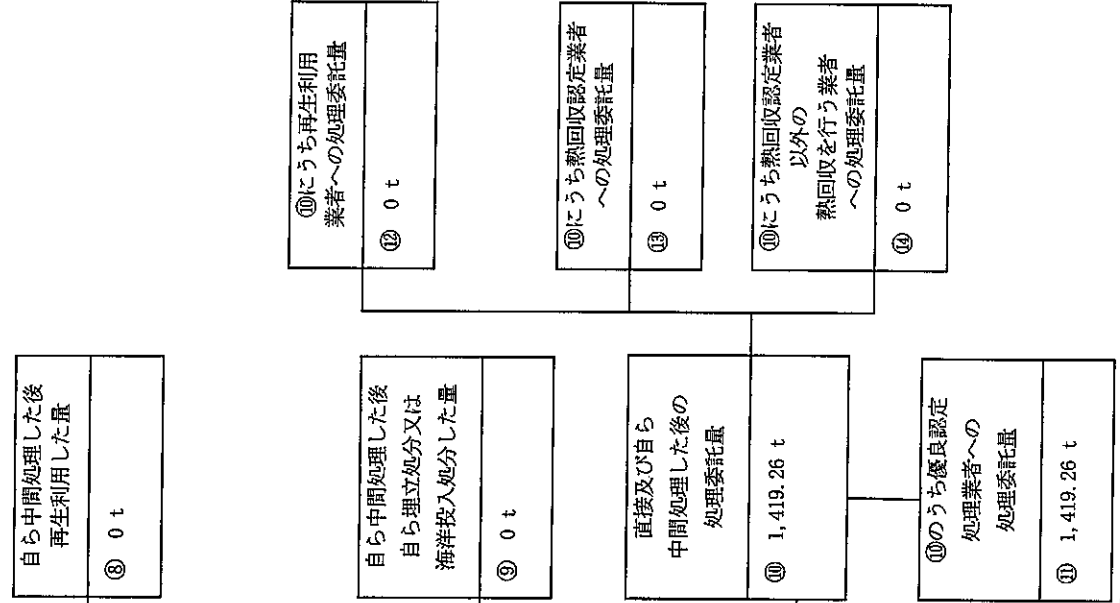 自ら中間処理した後
再生利用した量
⑧ 0 t
自ら中間処理した後
自ら埋立処分又は
海洋投入処分した量
⑨ 0 t
直接及び自ら
中間処理した後の
処理委託量
⑩ 1,419.26 t
⑩のうち優良認定
処理業者への
処理委託量
⑪ 1,419.26 t
⑩にうち再生利用
業者への処理委託量
⑫ 0 t
⑩にうち熱回収認定業者
への処理委託量
⑬ 0 t
⑩にうち熱回収認定業者
以外の
熱回収を行う業者
への処理委託量
⑭ 0 t